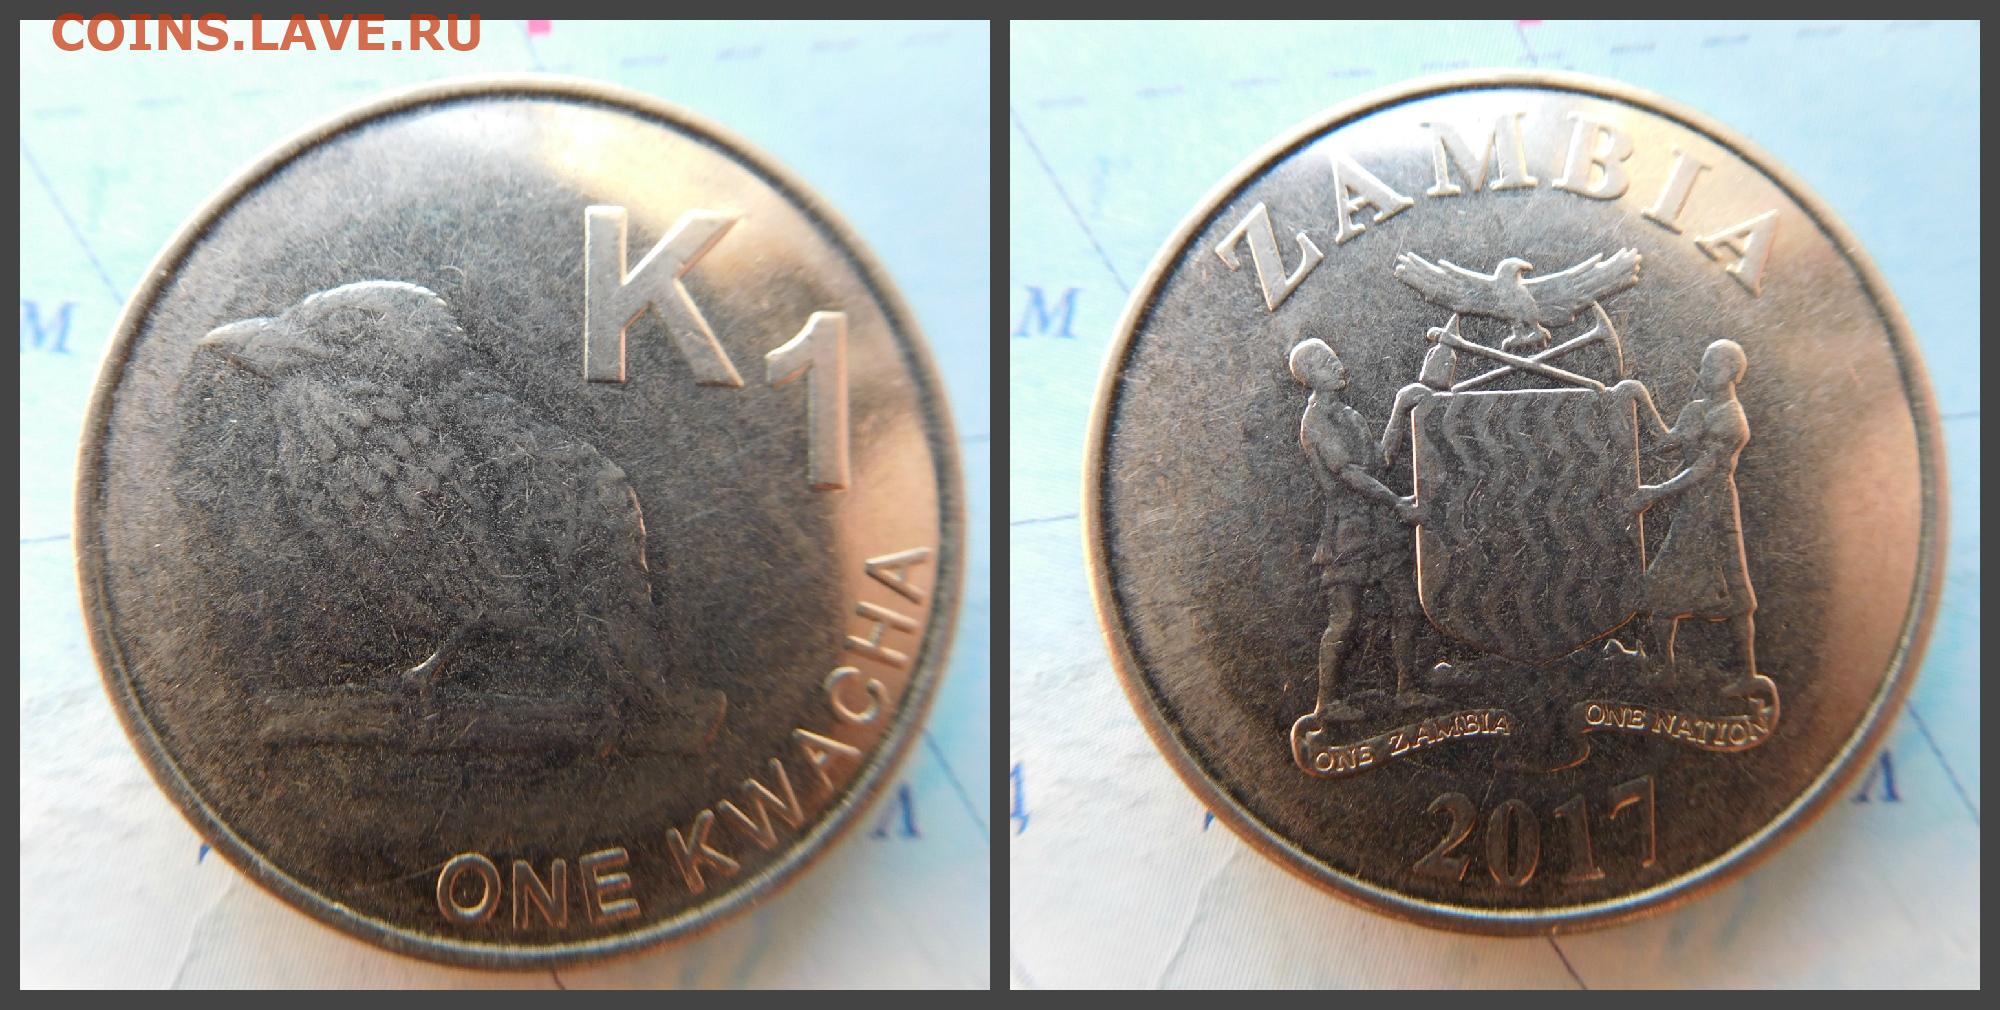 COINS.LAVE.RU
K1
ONE KWACHA
ZAMBIA
ONE ZAMBIA ONE NATION
2017
М
М